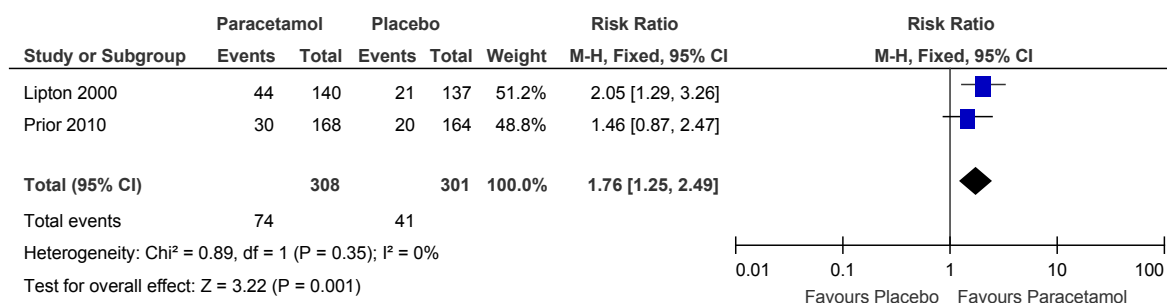 Paracetamol Placebo Risk Ratio Risk Ratio
Study or Subgroup Events Total Events Total Weight M-H, Fixed, 95% CI M-H, Fixed, 95% CI
Lipton 2000 44 140 21 137 51.2% 2.05 [1.29, 3.26]
Prior 2010 30 168 20 164 48.8% 1.46 [0.87, 2.47]
Total (95% CI) 308 301 100.0% 1.76 [1.25, 2.49]
Total events 74 41
Heterogeneity: Chi² = 0.89, df = 1 (P = 0.35); I² = 0%
Test for overall effect: Z = 3.22 (P = 0.001)
0.01 0.1 1 10 100
Favours Placebo Favours Paracetamol